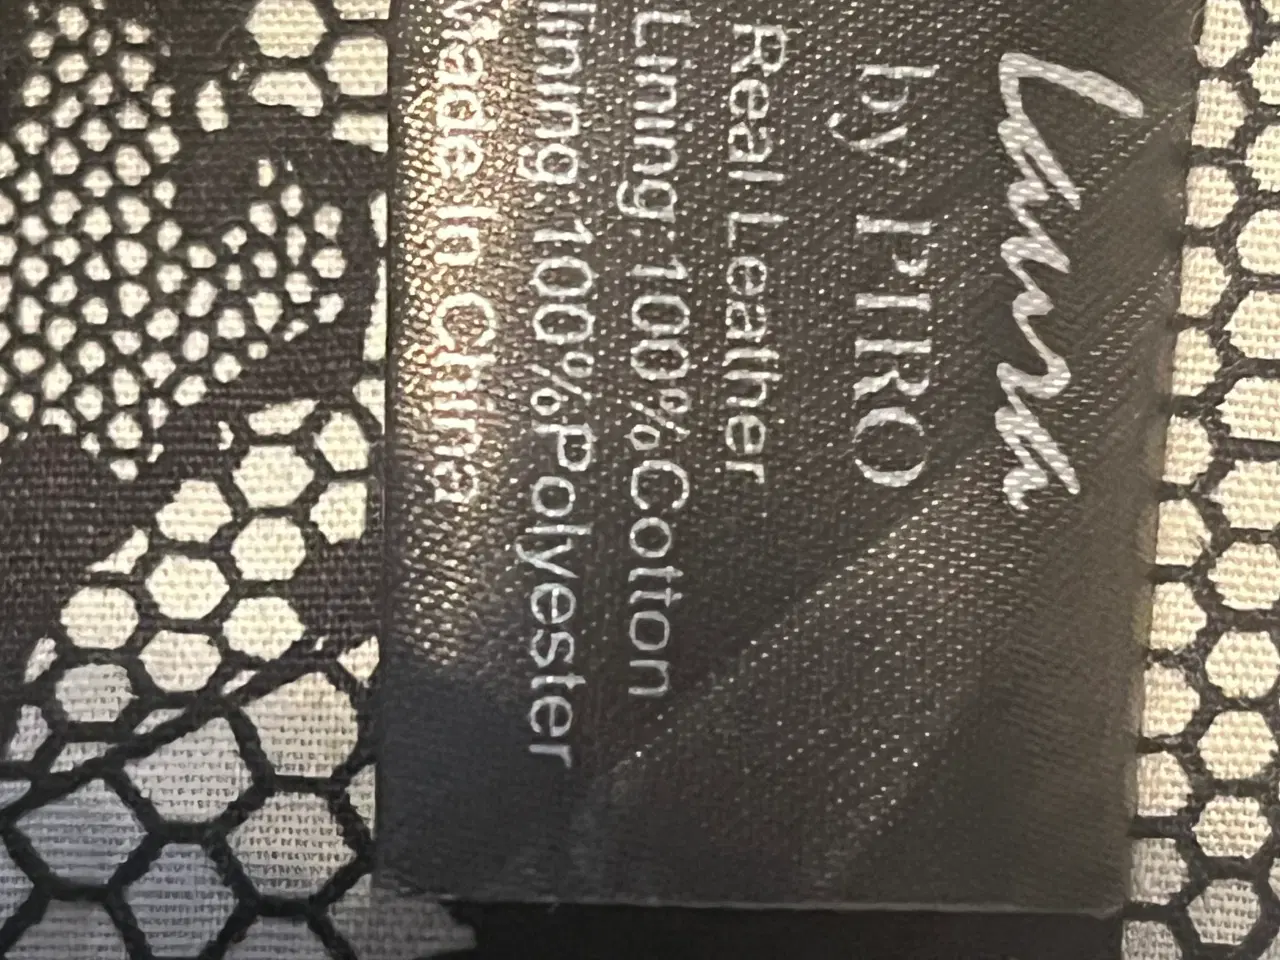 by PIRO
Real Leather
Lining:100%Cotton
lining:100%Polyester
Made In China